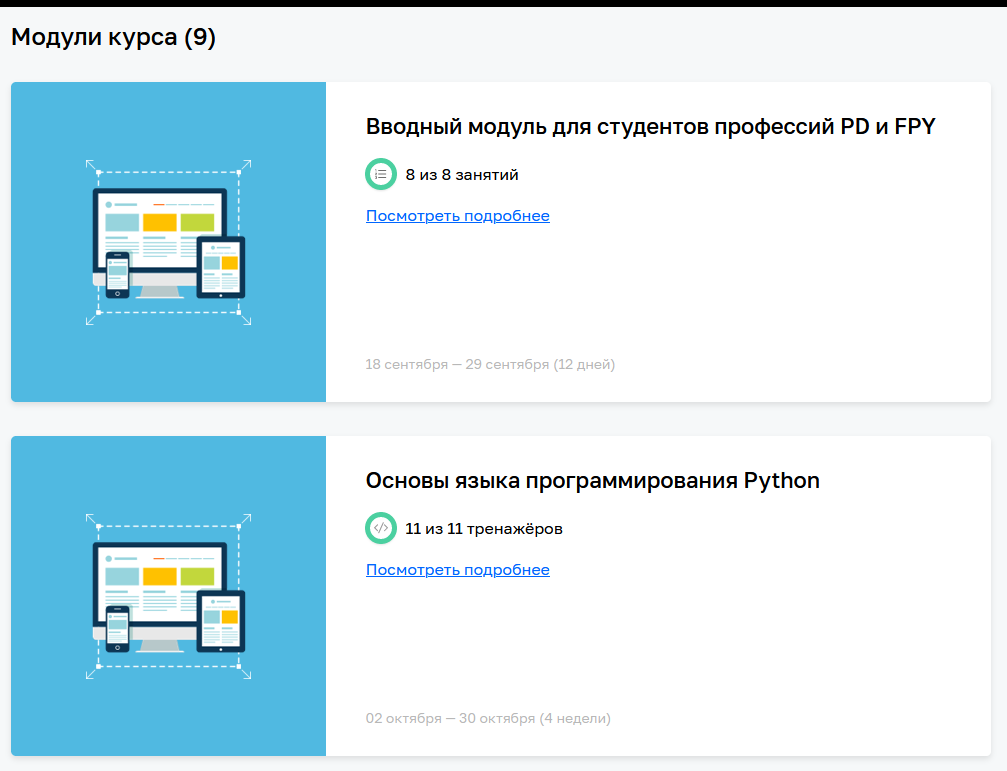 Модули курса (9)
Вводный модуль для студентов профессий PD и FPY
8 из 8 занятий
Посмотреть подробнее
18 сентября — 29 сентября (12 дней)
Основы языка программирования Python
11 из 11 тренажёров
Посмотреть подробнее
02 октября — 30 октября (4 недели)